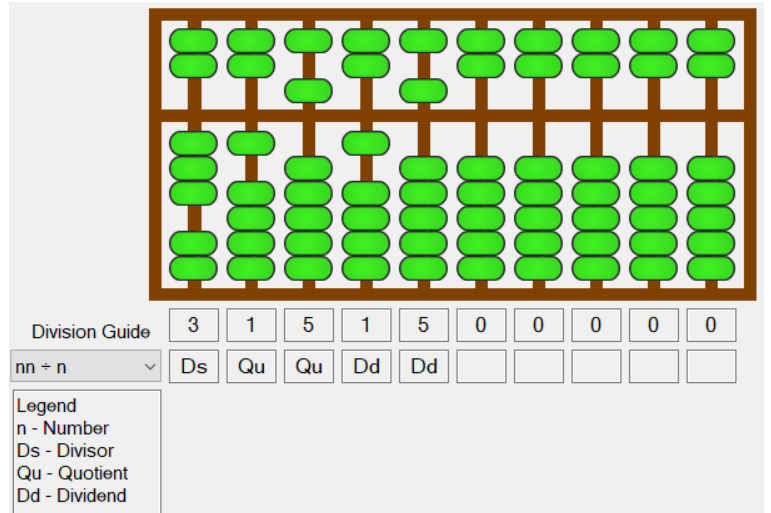 Division Guide 3 1 5 1 5 0 0 0 0 0
nn ÷ n Ds Qu Qu Dd Dd
Legend
n - Number
Ds - Divisor
Qu - Quotient
Dd - Dividend